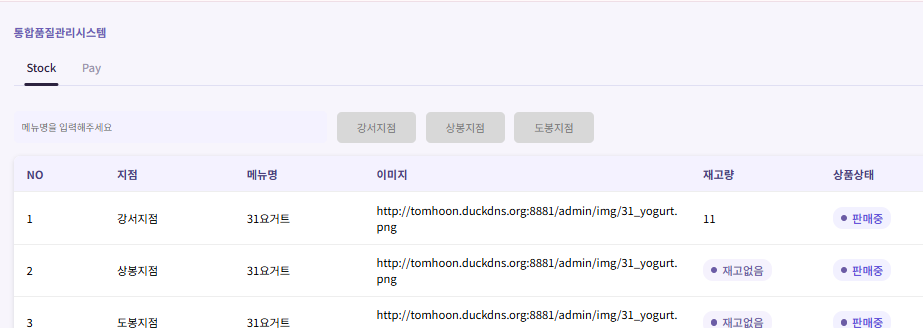 통합품질관리시스템
Stock Pay
메뉴명을 입력해주세요 강서지점 상봉지점 도봉지점
NO 지점 메뉴명 이미지 재고량 상품상태
1 강서지점 31요거트 http://tomhoon.duckdns.org:8881/admin/img/31_yogurt. 11 판매중
png
2 상봉지점 31요거트 http://tomhoon.duckdns.org:8881/admin/img/31_yogurt. 재고없음 판매중
png
3 도봉지점 31요거트 http://tomhoon.duckdns.org:8881/admin/img/31_yogurt. 재고없음 판매중